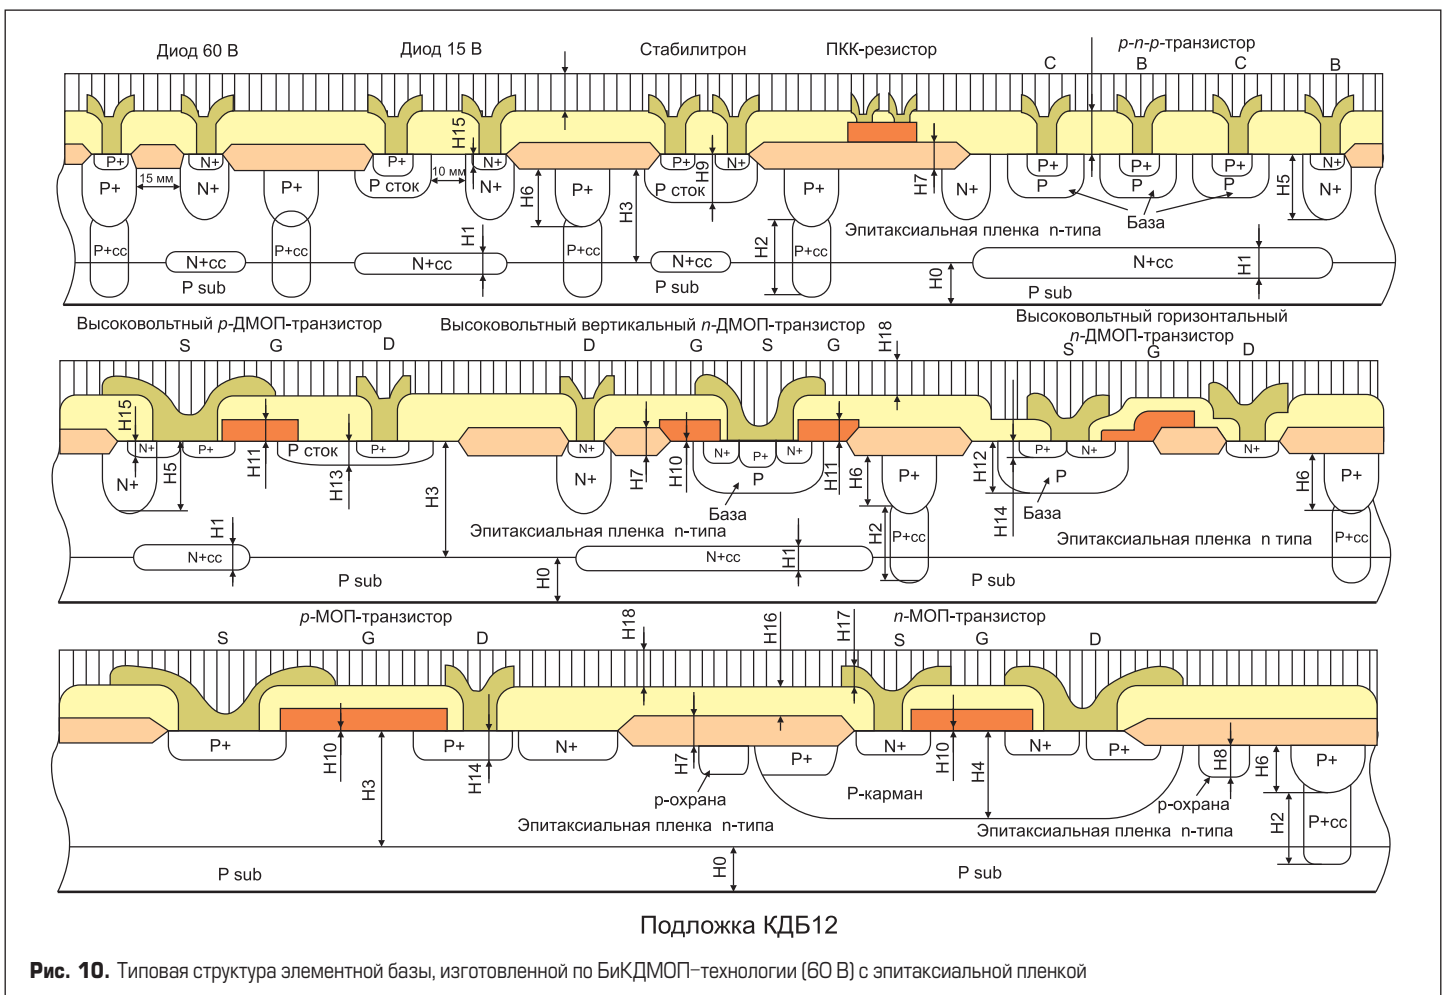 Диод 60 В
Диод 15 В
Стабилитрон
ПКК-резистор
p-n-p-транзистор
C
B
C
B
H15
P+
N+
P+
N+
P+
N+
H9
H7
P+
P+
P+
N+
P+
15 мм
N+
P+
P сток
10 мм
N+
H6
P+
H3
P сток
P+
N+
P
P
P
H5
N+
База
Эпитаксиальная пленка n-типа
P+cc
N+cc
P+cc
N+cc
H1
P+cc
N+cc
H2
P+cc
N+cc
H1
H0
P sub
P sub
P sub
Высоковольтный p-ДМОП-транзистор
Высоковольтный вертикальный n-ДМОП-транзистор
Высоковольтный горизонтальный
n-ДМОП-транзистор
S
G
D
D
G
S
G
H18
S
G
D
H15
N+
P+
H11
P сток
P+
N+
H7
H10
N+
P+
N+
H11
H6
P+
H12
P+
N+
N+
H6
P+
N+
H5
H13
H3
N+
P
База
P
База
H14
Эпитаксиальная пленка n-типа
Эпитаксиальная пленка n типа
H1
N+cc
N+cc
H1
H2
P+cc
P+cc
P sub
H0
P sub
p-МОП-транзистор
n-МОП-транзистор
S
G
D
H18
H16
H17
S
G
D
P+
H10
P+
H14
N+
H7
P+
N+
H10
N+
P+
H8
H6
P+
H3
H4
p-охрана
P-карман
p-охрана
Эпитаксиальная пленка n-типа
Эпитаксиальная пленка n-типа
H2
P+cc
P sub
H0
P sub
Подложка КДБ12
Рис. 10. Типовая структура элементной базы, изготовленной по БиКДМОП-технологии (60 В) с эпитаксиальной пленкой